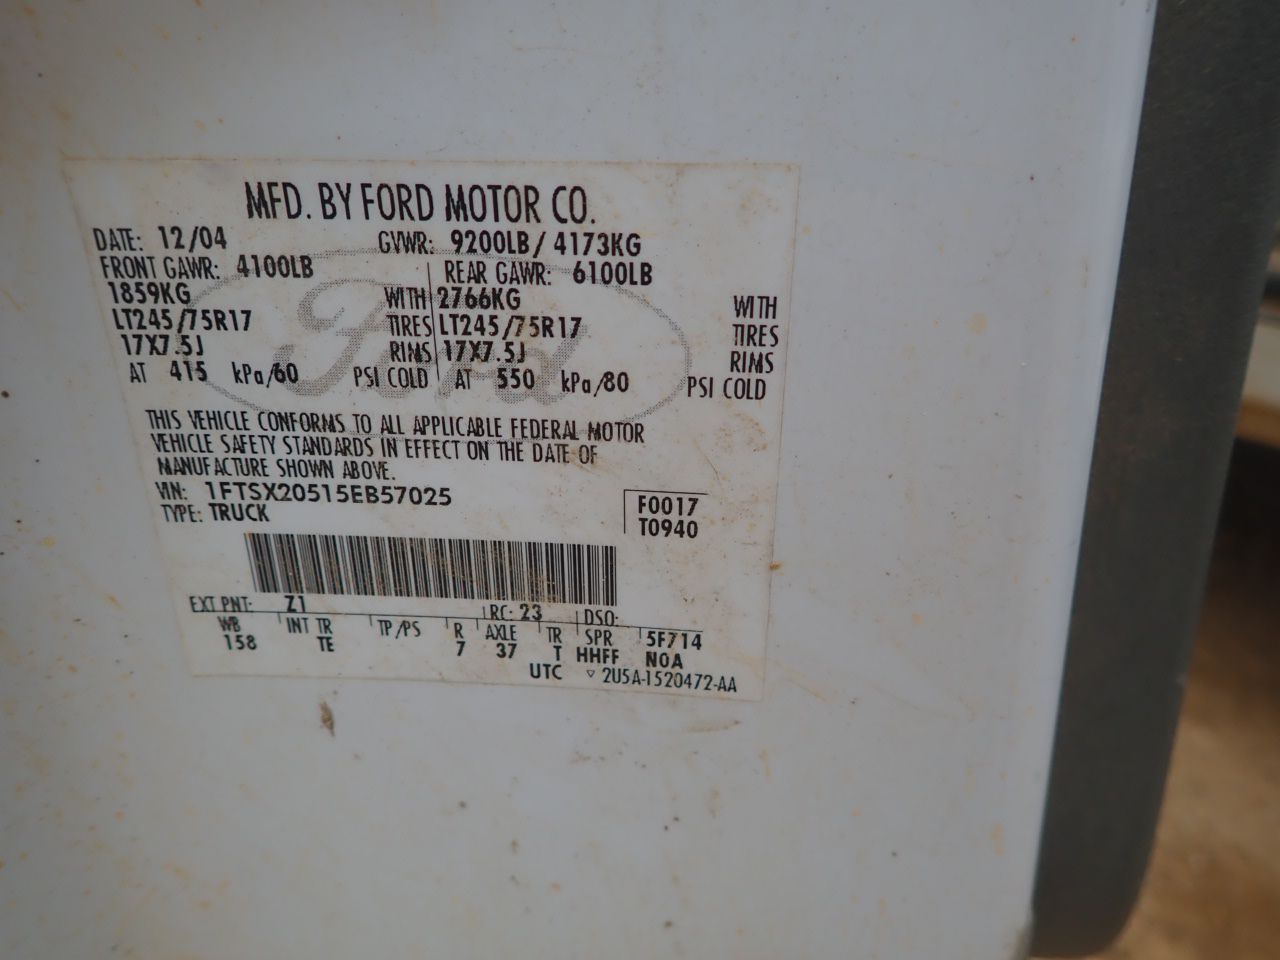 MFD. BY FORD MOTOR CO.
DATE: 12/04 GVWR: 9200LB/ 4173KG
FRONT GAWR: 4100LB REAR GAWR: 6100LB
1859KG WITH 2766KG WITH
LT245/75R17 TIRES LT245/75R17 TIRES
17X7.5J RIMS 17X7.5J RIMS
AT 415 kPa/60 PSI COLD AT 550 kPa/80 PSI COLD
Ford
THIS VEHICLE CONFORMS TO ALL APPLICABLE FEDERAL MOTOR
VEHICLE SAFETY STANDARDS IN EFFECT ON THE DATE OF
MANUFACTURE SHOWN ABOVE.
VIN: 1FTSX20515EB57025 F0017
TYPE: TRUCK T0940
EXT PNT: Z1 RC: 23 DSO:
WB INT TR TP/PS R AXLE TR SPR 5F714
158 TE 7 37 T HHFF NOA
UTC ▽ 2U5A-1520472-AA